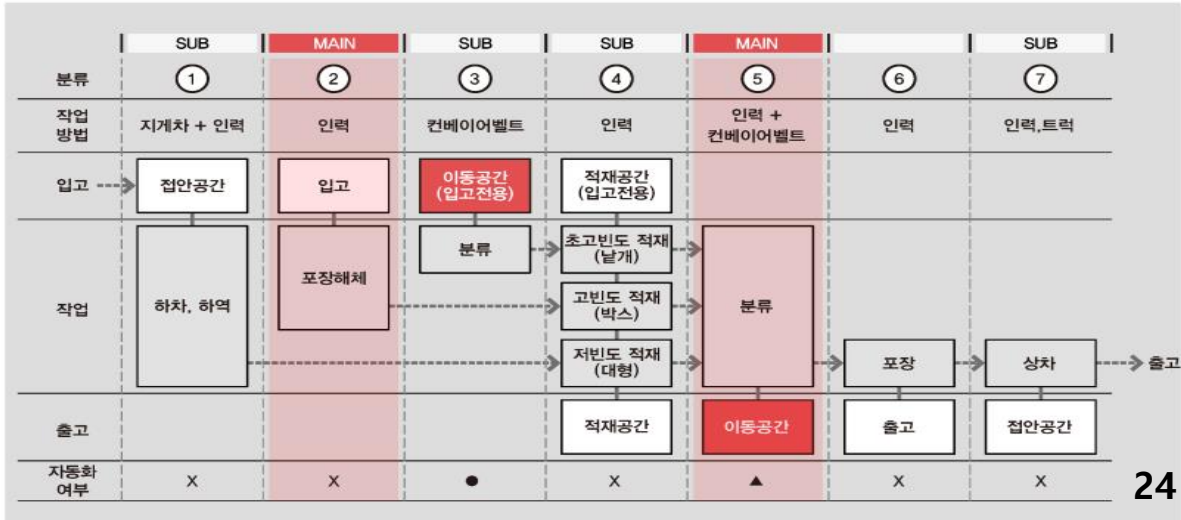 SUB MAIN SUB SUB MAIN SUB
분류 1 2 3 4 5 6 7
작업
방법
지게차 + 인력
인력
컨베이어벨트
인력
인력 +
컨베이어벨트
인력
인력,트럭
입고
접안공간
입고
이동공간
(입고전용)
적재공간
(입고전용)
작업
하차, 하역
포장해체
분류
초고빈도 적재
(낱개)
고빈도 적재
(박스)
저빈도 적재
(대형)
분류
포장
상차
출고
출고
적재공간
이동공간
출고
접안공간
자동화
여부
X X ● X ▲ X X
24